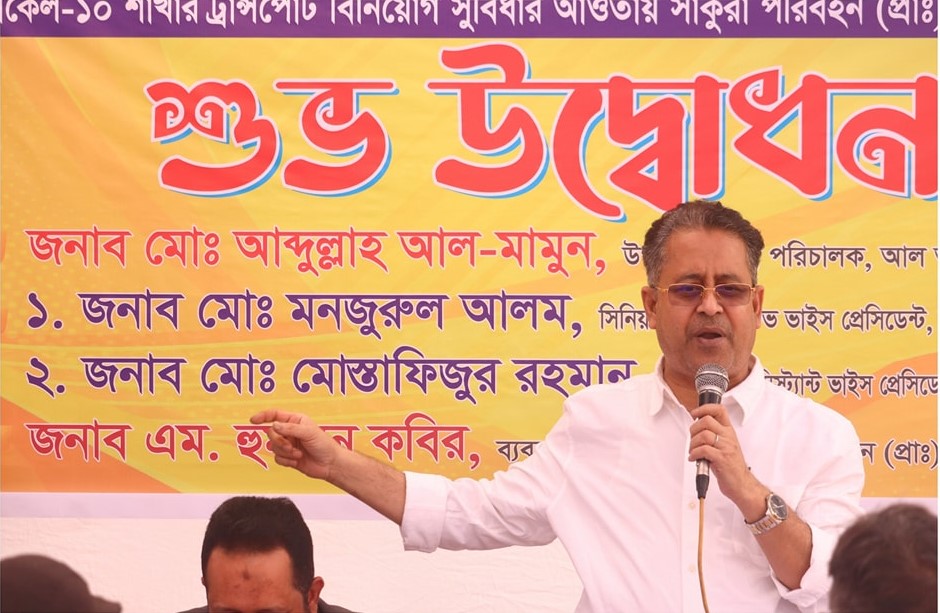 ১০ শাখার ট্রান্সপোর্ট বিনিয়োগ সুবিধার আওতায় সাকুরা পরিবহন (প্রাঃ)
শুভ উদ্বোধন
জনাব মোঃ আব্দুল্লাহ আল-মামুন, পরিচালক, আল
১. জনাব মোঃ মনজুরুল আলম, ভাইস প্রেসিডেন্ট,
২. জনাব মোঃ মোস্তাফিজুর রহমান ভাইস
জনাব এম. কবির, (প্রাঃ)